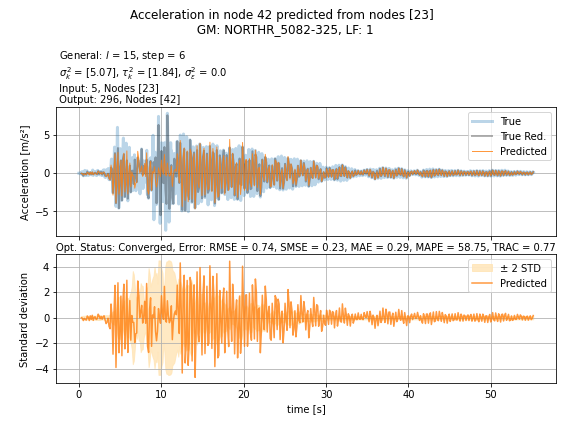 Acceleration in node 42 predicted from nodes [23]
GM: NORTHR_5082-325, LF: 1
General: l = 15, step = 6
σ²ₖ = [5.07], τ²ₖ = [1.84], σ²ε = 0.0
Input: 5, Nodes [23]
Output: 296, Nodes [42]
Acceleration [m/s²]
5
0
−5
True
True Red.
Predicted
Opt. Status: Converged, Error: RMSE = 0.74, SMSE = 0.23, MAE = 0.29, MAPE = 58.75, TRAC = 0.77
Standard deviation
4
2
0
−2
−4
± 2 STD
Predicted
0 10 20 30 40 50
time [s]